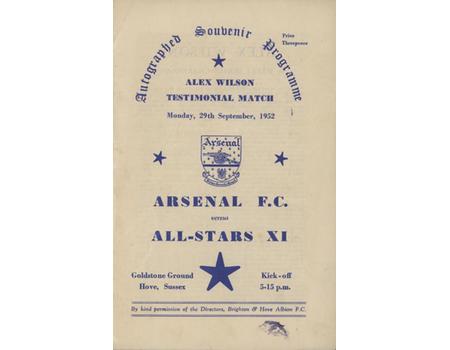 Autographed Souvenir Programme
Price
Threepence
ALEX WILSON
TESTIMONIAL MATCH
Monday, 29th September, 1952
Arsenal
ARSENAL F.C.
versus
ALL-STARS XI
Goldstone Ground
Hove, Sussex
Kick-off
5-15 p.m.
By kind permission of the Directors, Brighton & Hove Albion F.C.